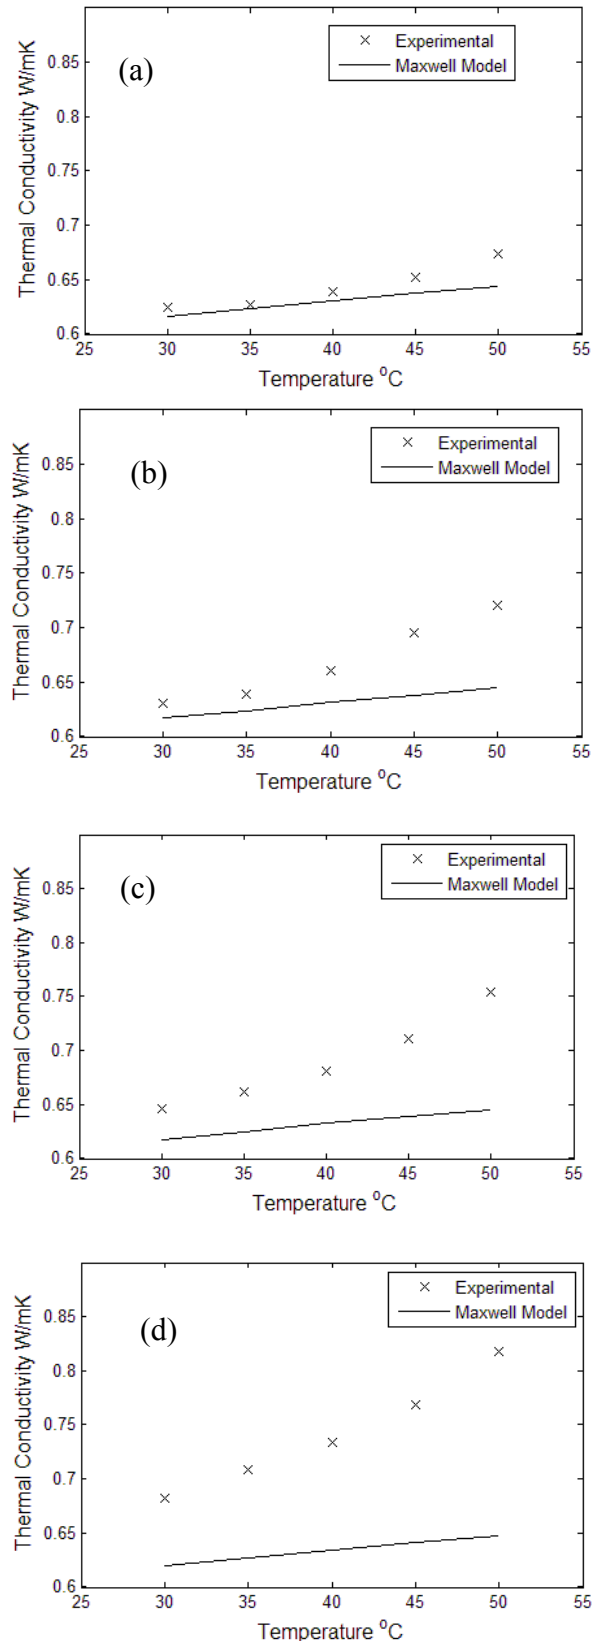 (a)
Experimental
Maxwell Model
Thermal Conductivity W/mK
0.85
0.8
0.75
0.7
0.65
0.6
25 30 35 40 45 50 55
Temperature °C
(b)
Experimental
Maxwell Model
Thermal Conductivity W/mK
0.85
0.8
0.75
0.7
0.65
0.6
25 30 35 40 45 50 55
Temperature °C
(c)
Experimental
Maxwell Model
Thermal Conductivity W/mK
0.85
0.8
0.75
0.7
0.65
0.6
25 30 35 40 45 50 55
Temperature °C
(d)
Experimental
Maxwell Model
Thermal Conductivity W/mK
0.85
0.8
0.75
0.7
0.65
0.6
25 30 35 40 45 50 55
Temperature °C